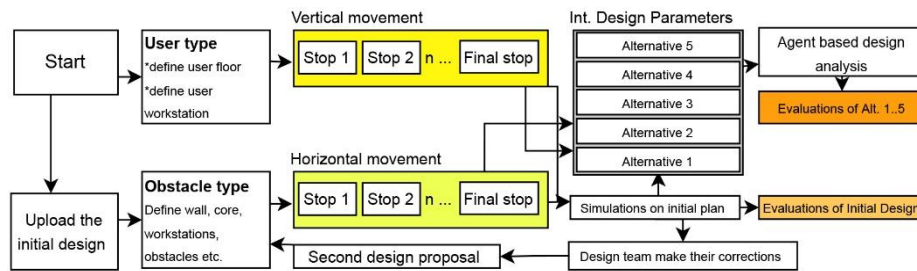 Start
User type
*define user floor
*define user
workstation
Vertical movement
Stop 1 Stop 2 n ... Final stop
Int. Design Parameters
Alternative 5
Alternative 4
Alternative 3
Alternative 2
Alternative 1
Agent based design
analysis
Evaluations of Alt. 1..5
Upload the
initial design
Obstacle type
Define wall, core,
workstations,
obstacles etc.
Horizontal movement
Stop 1 Stop 2 n ... Final stop
Simulations on initial plan
Evaluations of Initial Design
Second design proposal
Design team make their corrections